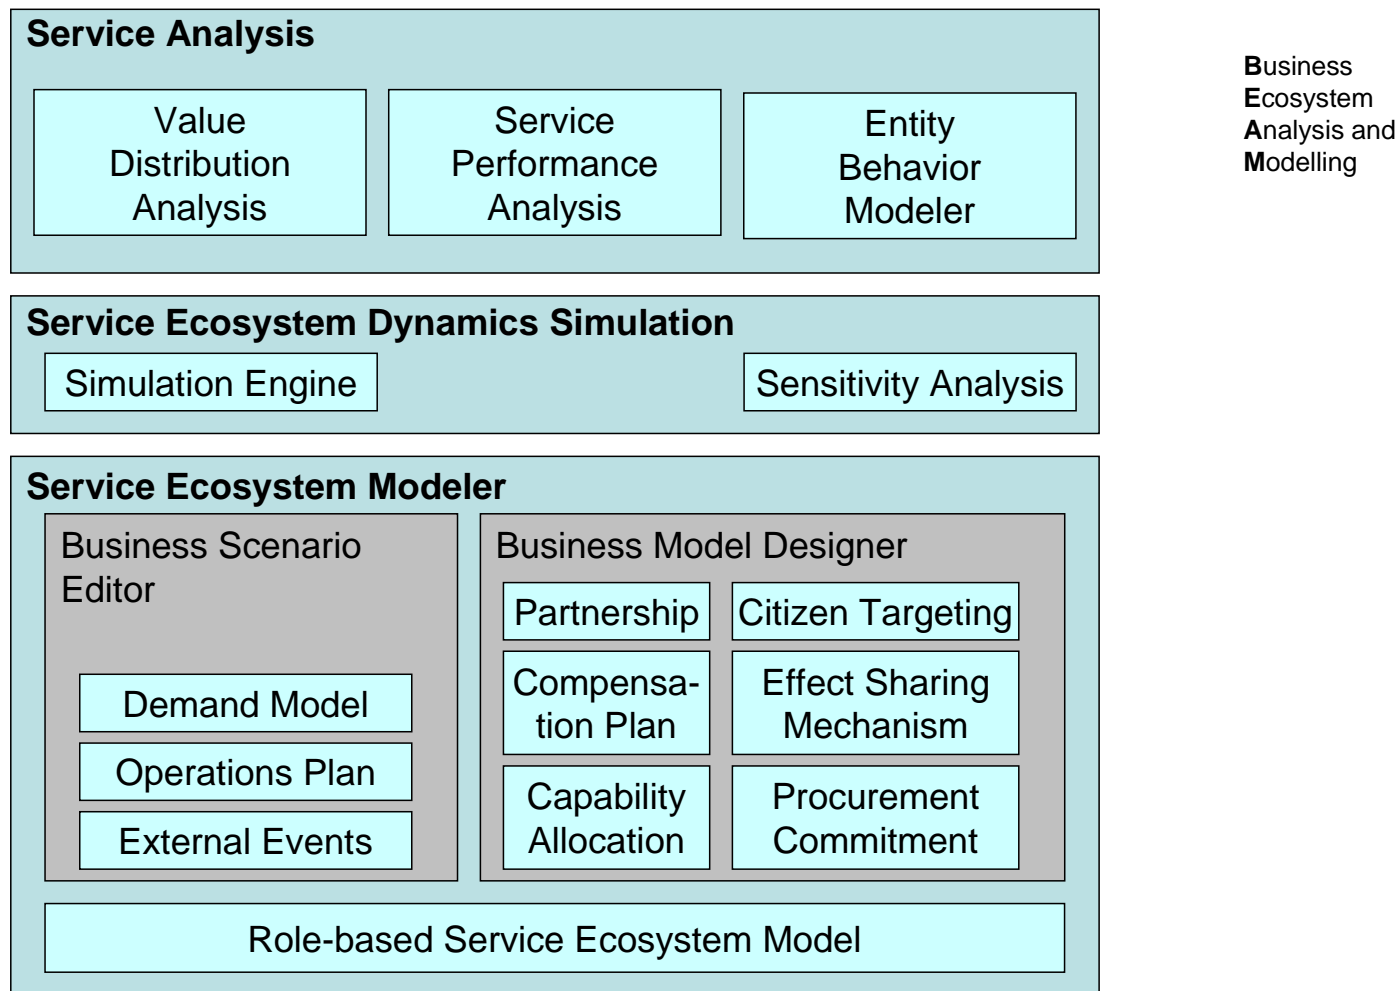 Service Analysis
Value
Distribution
Analysis
Service
Performance
Analysis
Entity
Behavior
Modeler
Business
Ecosystem
Analysis and
Modelling
Service Ecosystem Dynamics Simulation
Simulation Engine
Sensitivity Analysis
Service Ecosystem Modeler
Business Scenario
Editor
Demand Model
Operations Plan
External Events
Business Model Designer
Partnership
Citizen Targeting
Compensa-
tion Plan
Effect Sharing
Mechanism
Capability
Allocation
Procurement
Commitment
Role-based Service Ecosystem Model